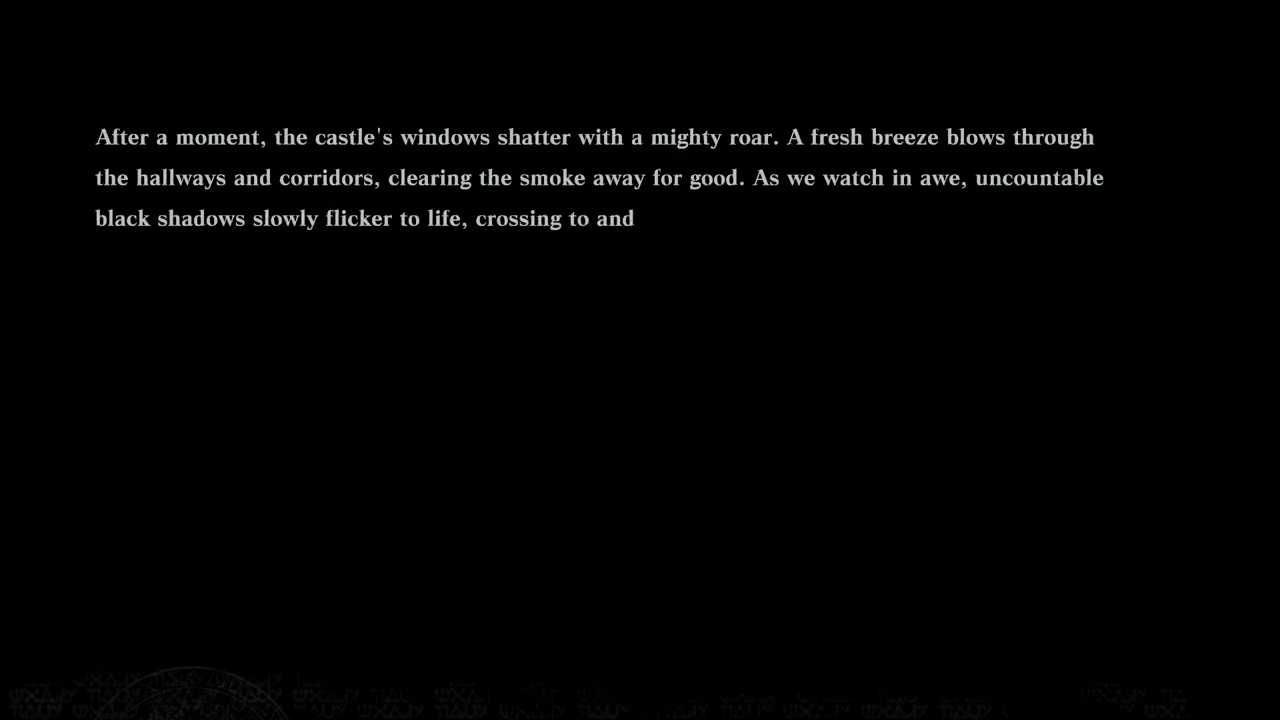 After a moment, the castle's windows shatter with a mighty roar. A fresh breeze blows through
the hallways and corridors, clearing the smoke away for good. As we watch in awe, uncountable
black shadows slowly flicker to life, crossing to and